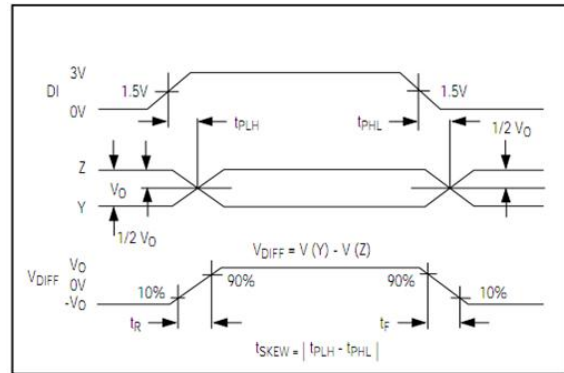 3V
DI
1.5V
1.5V
0V
tPLH
tPHL
1/2 VO
Z
VO
Y
1/2 VO
VDIFF = V (Y) - V (Z)
VO
VDIFF
0V
-VO
10%
90%
90%
10%
tR
tF
tSKEW = | tPLH - tPHL |